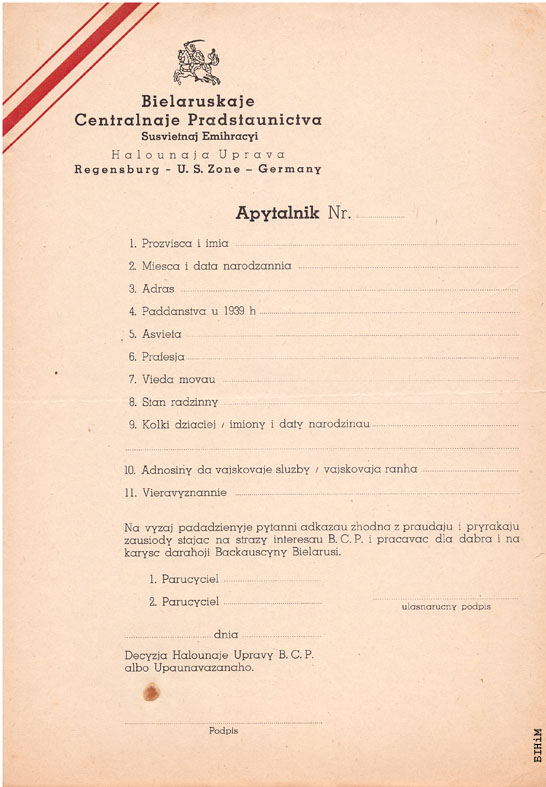 Bielaruskaje
Centralnaje Pradstaunictva
Susvietnaj Emihracyi
Halounaja Uprava
Regensburg - U. S. Zone - Germany
Apytalnik Nr.
1. Prozvisca i imia
2. Miesca i data narodzannia
3. Adras
4. Paddanstva u 1939 h
5. Asvieta
6. Prafesja
7. Vieda movau
8. Stan radzinny
9. Kolki dziaciej / imiony i daty narodzinau
10. Adnosiny da vajskovaje sluzby / vajskovaja ranha
11. Vieravyznannie
Na vyzaj padadzienyje pytanni adkazau zhodna z praudaju i pryrakaju
zausiody stajac na strazy interesau B. C. P. i pracavac dla dabra i na
karysc darahoji Backauscyny Bielarusi.
1. Parucyciel
2. Parucyciel
ulasnarucny podpis
dnia
Decyzja Halounaje Upravy B. C. P.
albo Upaunavazanaho.
Podpis
БІНіМ